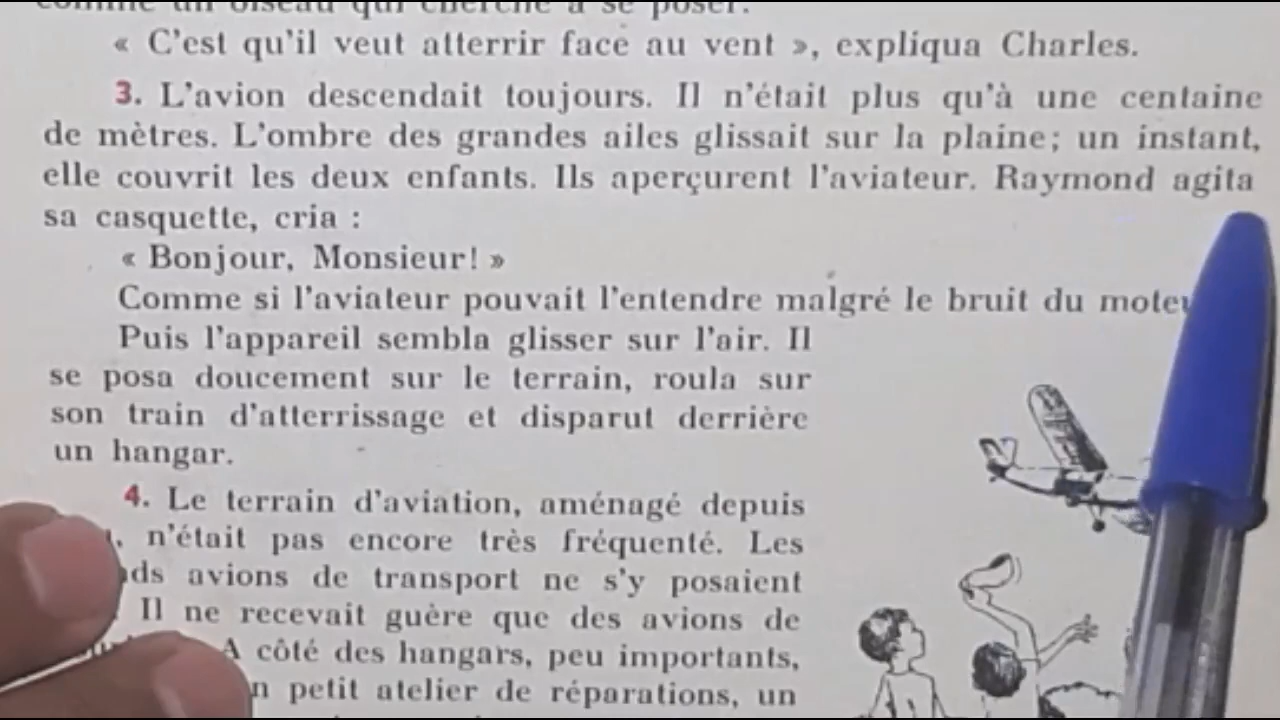 comme un oiseau qui cherche à se poser.
« C'est qu'il veut atterrir face au vent », expliqua Charles.
3. L'avion descendait toujours. Il n'était plus qu'à une centaine
de mètres. L'ombre des grandes ailes glissait sur la plaine; un instant,
elle couvrit les deux enfants. Ils aperçurent l'aviateur. Raymond agita
sa casquette, cria :
« Bonjour, Monsieur! »
Comme si l'aviateur pouvait l'entendre malgré le bruit du
Puis l'appareil sembla glisser sur l'air. Il
se posa doucement sur le terrain, roula sur
son train d'atterrissage et disparut derrière
un hangar.
4. Le terrain d'aviation, aménagé depuis
n'était pas encore très fréquenté. Les
avions de transport ne s'y posaient
Il ne recevait guère que des avions de
A côté des hangars, peu importants,
petit atelier de réparations, un